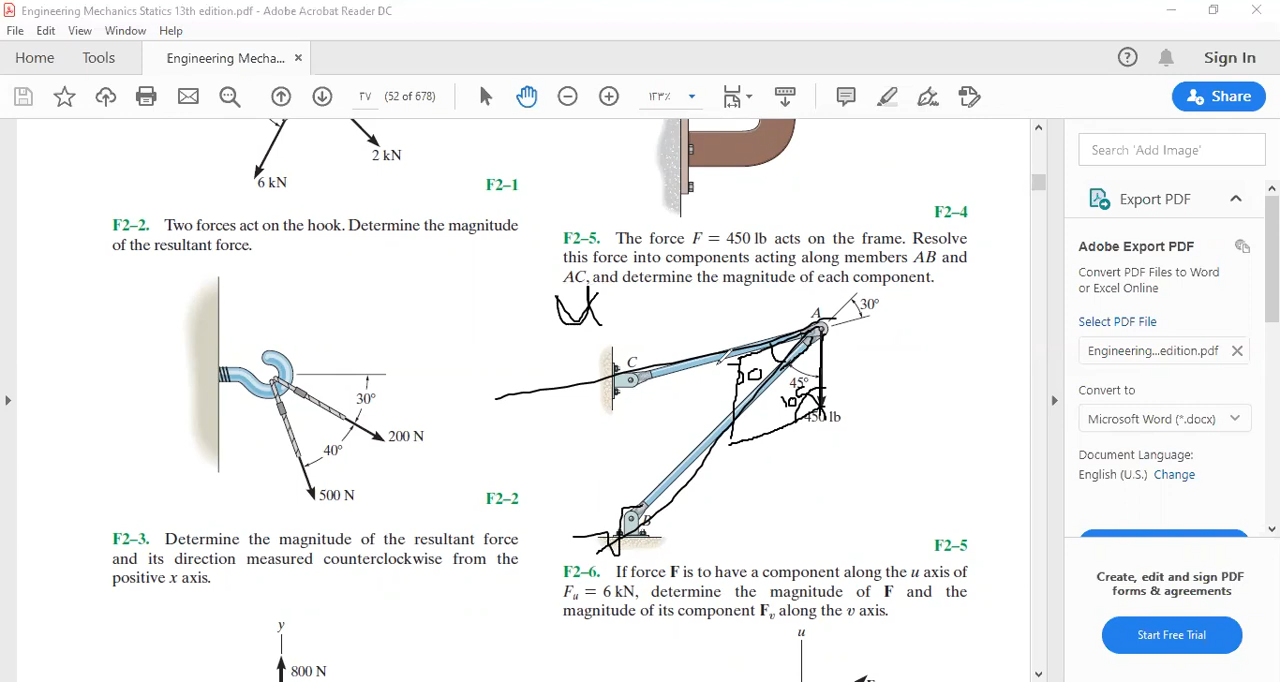 Engineering Mechanics Statics 13th edition.pdf - Adobe Acrobat Reader DC
File Edit View Window Help
Home Tools Engineering Mecha... × Sign In
٣٧ (52 of 678) ١٢٣٪ Share
2 kN
6 kN
F2–1
F2–2. Two forces act on the hook. Determine the magnitude
of the resultant force.
30°
200 N
40°
500 N
F2–2
F2–3. Determine the magnitude of the resultant force
and its direction measured counterclockwise from the
positive x axis.
y
800 N
F2–4
F2–5. The force F = 450 lb acts on the frame. Resolve
this force into components acting along members AB and
AC, and determine the magnitude of each component.
A
30°
C
30
45°
105
450 lb
B
F2–5
F2–6. If force F is to have a component along the u axis of
Fu = 6 kN, determine the magnitude of F and the
magnitude of its component Fv along the v axis.
u
Search 'Add Image'
Export PDF
Adobe Export PDF
Convert PDF Files to Word
or Excel Online
Select PDF File
Engineering...edition.pdf
Convert to
Microsoft Word (*.docx)
Document Language:
English (U.S.) Change
Create, edit and sign PDF
forms & agreements
Start Free Trial